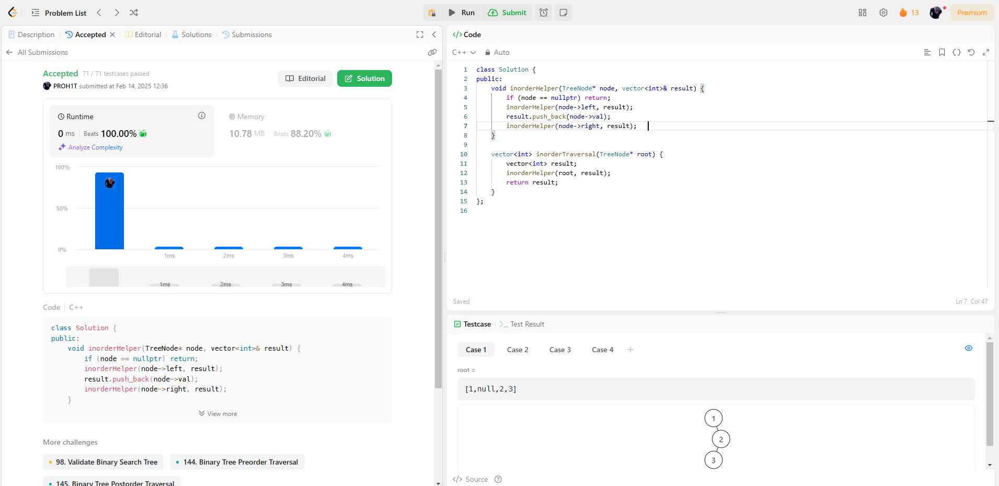 Problem List
Run
Submit
13
Premium
Description
Accepted
Editorial
Solutions
Submissions
All Submissions
Accepted 71 / 71 testcases passed
PROH1T submitted at Feb 14, 2025 12:36
Editorial
Solution
Runtime
0 ms Beats 100.00%
Analyze Complexity
Memory
10.78 MB Beats 88.20%
100%
50%
0%
1ms 2ms 3ms 4ms
1ms 2ms 3ms 4ms
Code C++
class Solution {
public:
    void inorderHelper(TreeNode* node, vector<int>& result) {
        if (node == nullptr) return;
        inorderHelper(node->left, result);
        result.push_back(node->val);
        inorderHelper(node->right, result);
    }
View more
More challenges
98. Validate Binary Search Tree
144. Binary Tree Preorder Traversal
145. Binary Tree Postorder Traversal
</> Code
C++ Auto
1 class Solution {
2 public:
3     void inorderHelper(TreeNode* node, vector<int>& result) {
4         if (node == nullptr) return;
5         inorderHelper(node->left, result);
6         result.push_back(node->val);
7         inorderHelper(node->right, result);
8     }
9
10     vector<int> inorderTraversal(TreeNode* root) {
11         vector<int> result;
12         inorderHelper(root, result);
13         return result;
14     }
15 };
16
Saved
Ln 7, Col 47
Testcase
Test Result
Case 1
Case 2
Case 3
Case 4
root =
[1,null,2,3]
1
2
3
</> Source